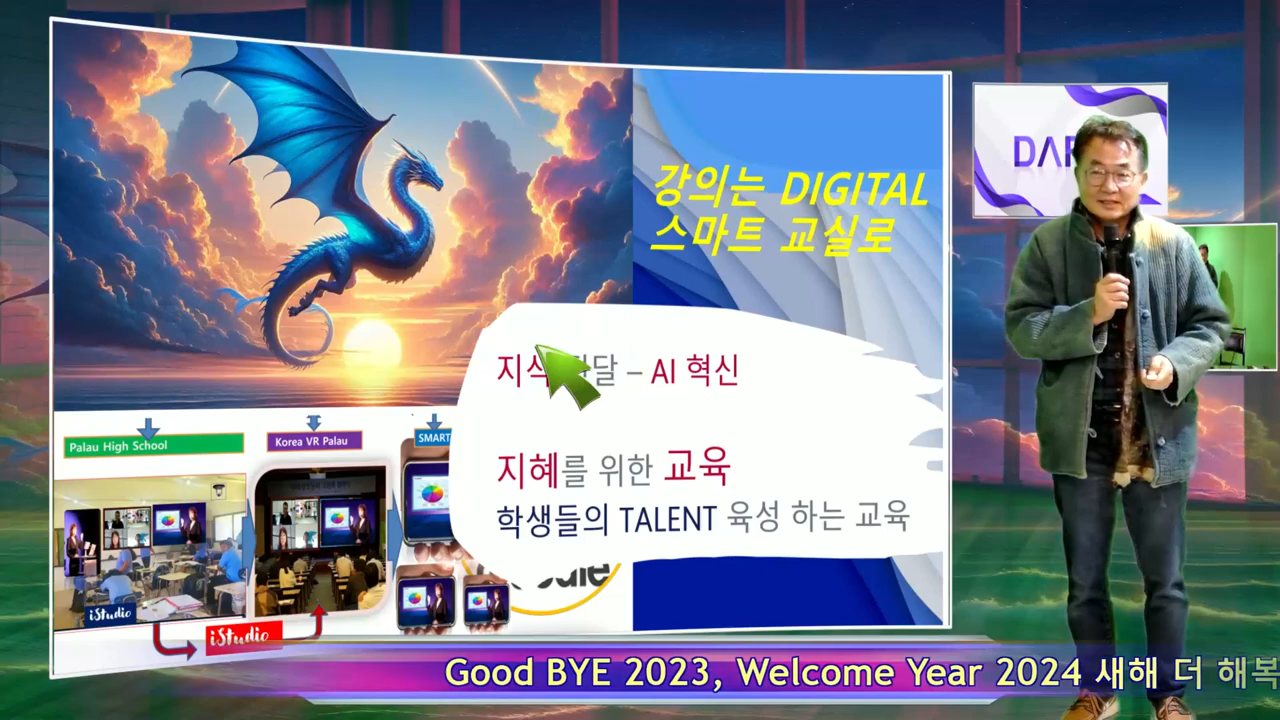 강의는 DIGITAL
스마트 교실로
– AI 혁신
지혜를 위한 교육
학생들의 TALENT 육성 하는 교육
Palau High School
Korea VR Palau
SMART
iStudio
iStudio
Good BYE 2023, Welcome Year 2024 새해 더 해복